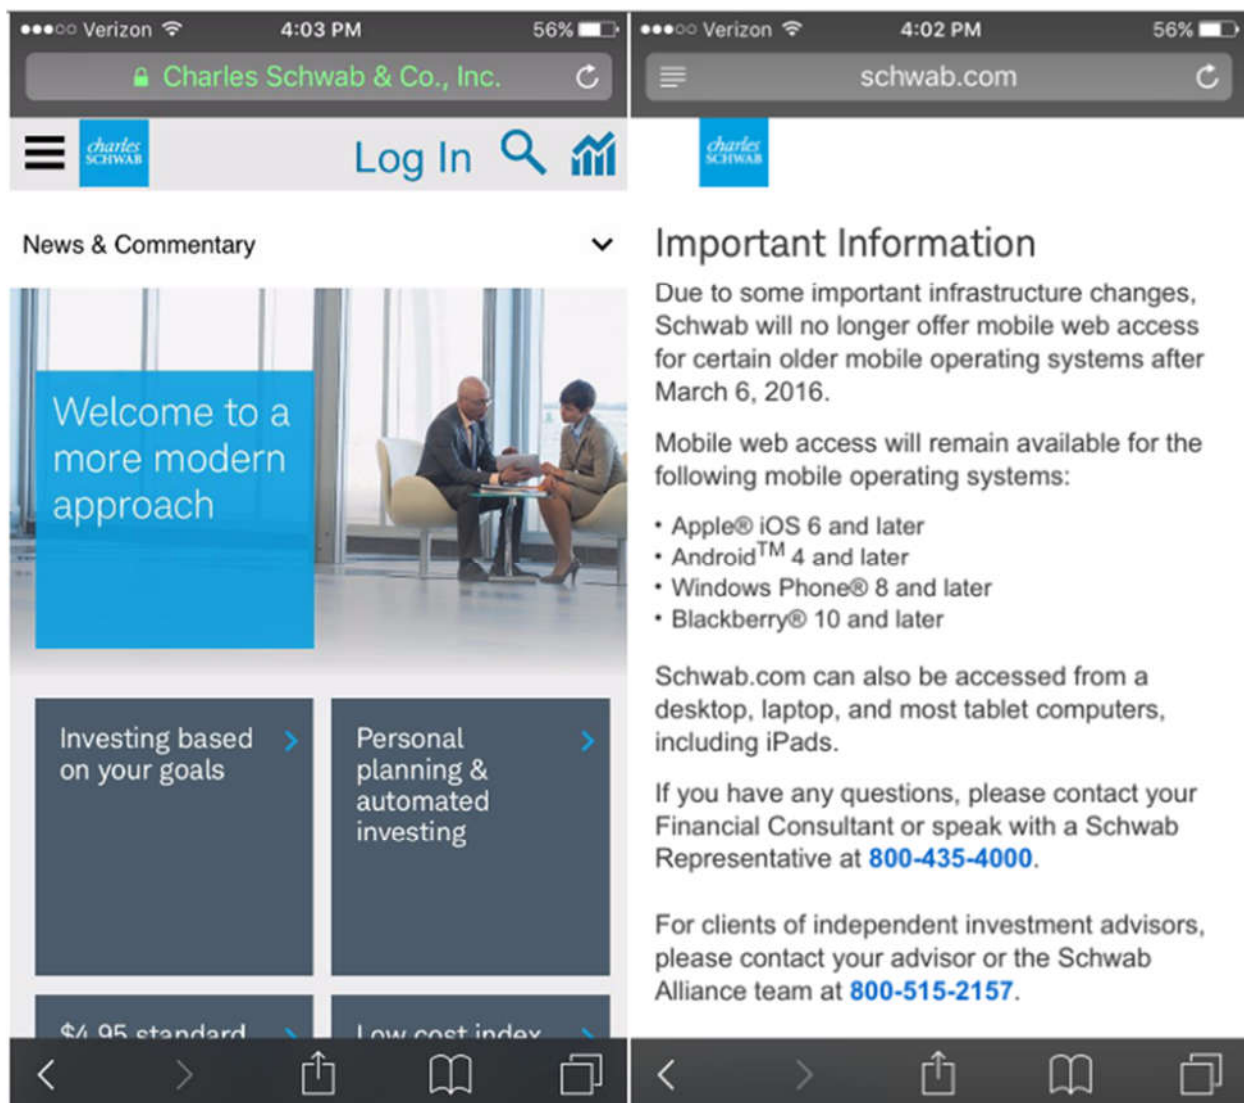 Verizon 4:03 PM 56%
Charles Schwab & Co., Inc.
charles
SCHWAB
Log In
News & Commentary
Welcome to a
more modern
approach
Investing based
on your goals
Personal
planning &
automated
investing
$4.95 standard
Low cost index
Verizon 4:02 PM 56%
schwab.com
charles
SCHWAB
Important Information
Due to some important infrastructure changes,
Schwab will no longer offer mobile web access
for certain older mobile operating systems after
March 6, 2016.
Mobile web access will remain available for the
following mobile operating systems:
• Apple® iOS 6 and later
• Android™ 4 and later
• Windows Phone® 8 and later
• Blackberry® 10 and later
Schwab.com can also be accessed from a
desktop, laptop, and most tablet computers,
including iPads.
If you have any questions, please contact your
Financial Consultant or speak with a Schwab
Representative at 800-435-4000.
For clients of independent investment advisors,
please contact your advisor or the Schwab
Alliance team at 800-515-2157.